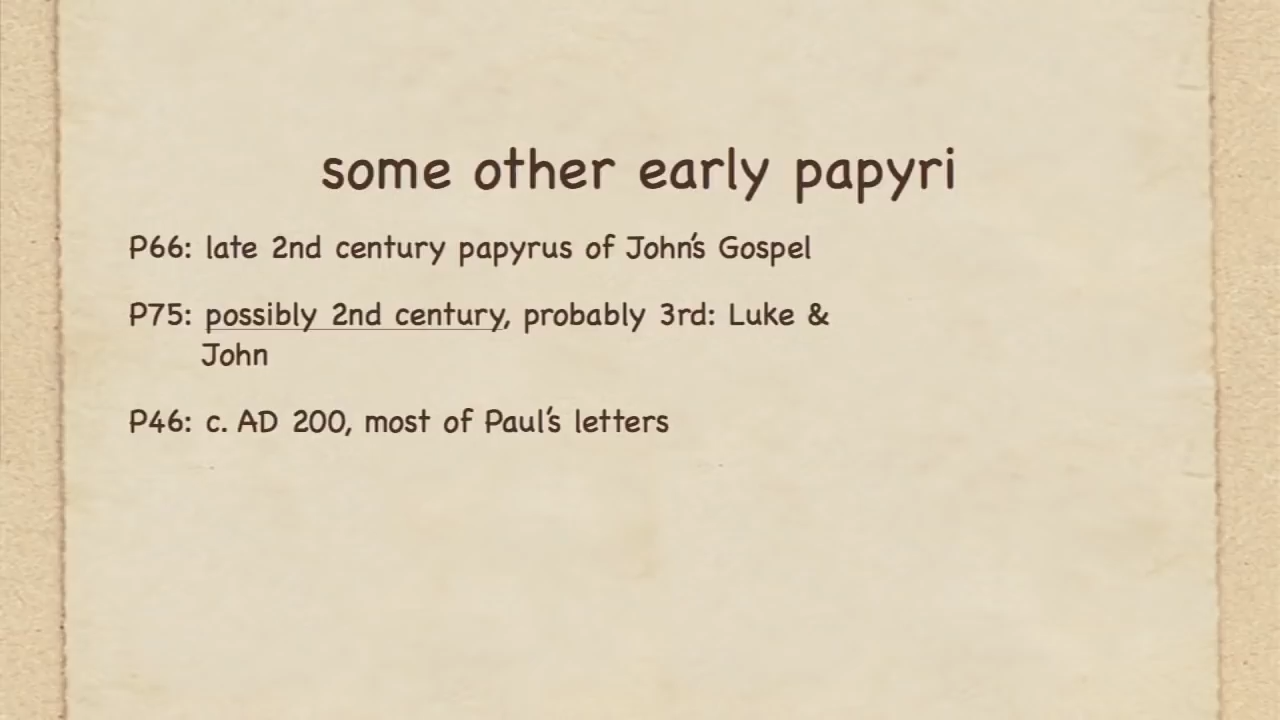 some other early papyri
P66: late 2nd century papyrus of John's Gospel
P75: possibly 2nd century, probably 3rd: Luke &
John
P46: c. AD 200, most of Paul's letters